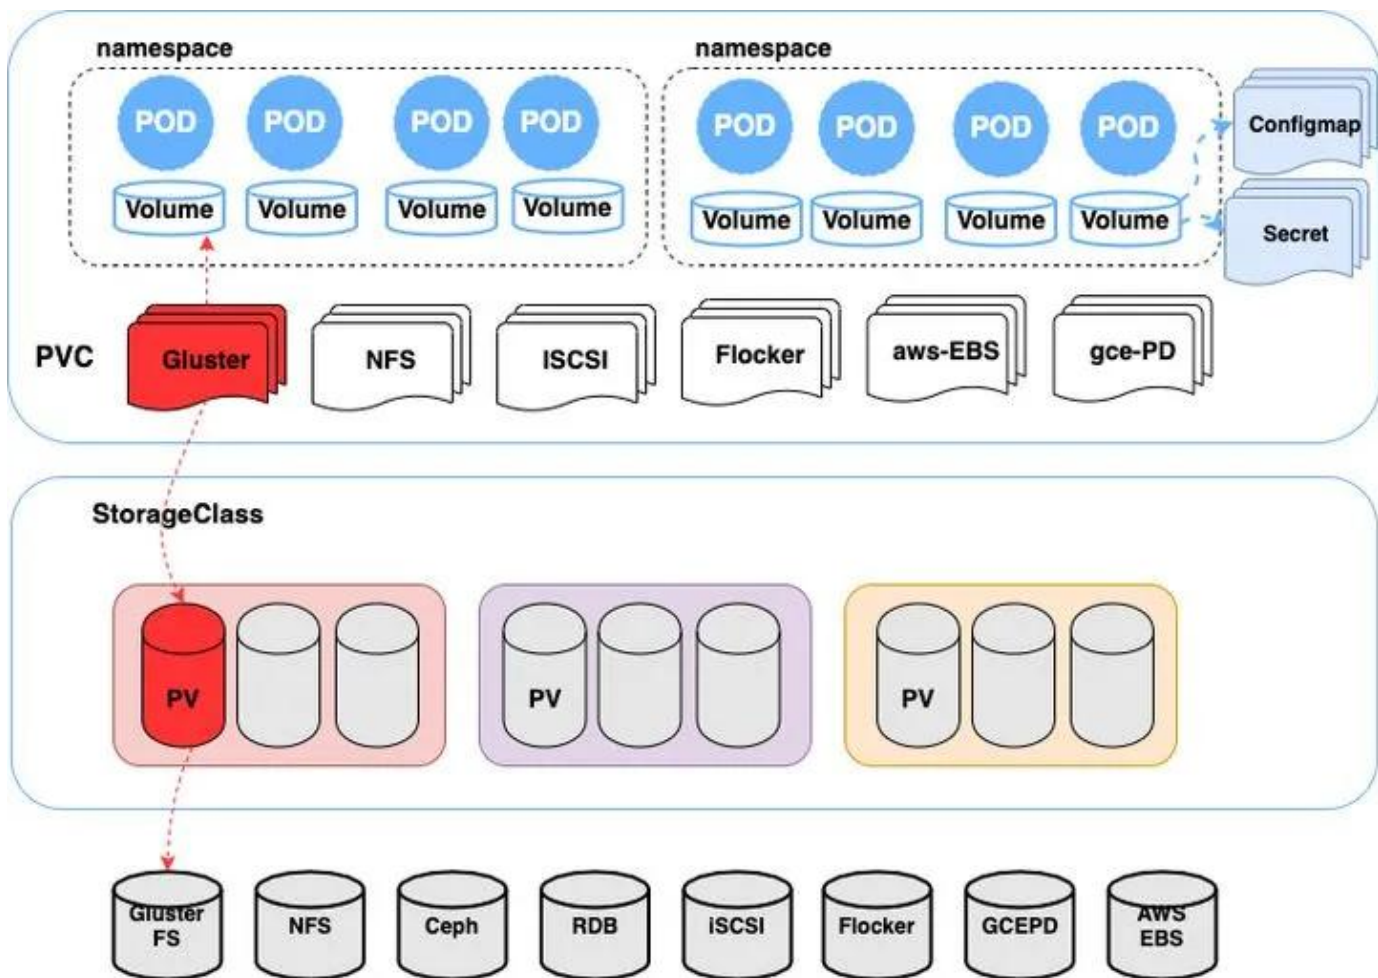 namespace
namespace
POD
POD
POD
POD
POD
POD
POD
POD
Configmap
Volume
Volume
Volume
Volume
Volume
Volume
Volume
Volume
Secret
PVC
Gluster
NFS
ISCSI
Flocker
aws-EBS
gce-PD
StorageClass
PV
PV
PV
Gluster
FS
NFS
Ceph
RDB
iSCSI
Flocker
GCEPD
AWS
EBS